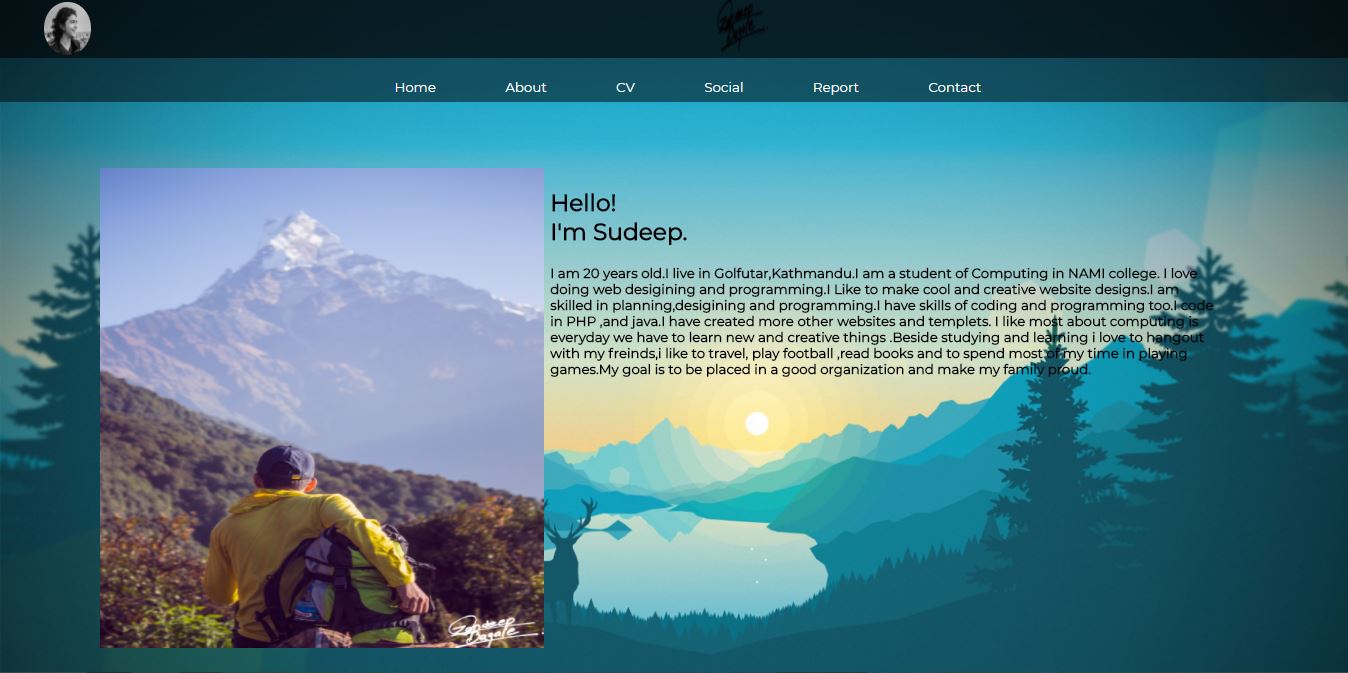 Sandeep
Dagale
Home About CV Social Report Contact
Hello!
I'm Sudeep.
I am 20 years old.I live in Golfutar,Kathmandu.I am a student of Computing in NAMI college. I love
doing web desigining and programming.I Like to make cool and creative website designs.I am
skilled in planning,desigining and programming.I have skills of coding and programming too.I code
in PHP ,and java.I have created more other websites and templets. I like most about computing is
everyday we have to learn new and creative things .Beside studying and learning i love to hangout
with my freinds,i like to travel, play football ,read books and to spend most of my time in playing
games.My goal is to be placed in a good organization and make my family proud.
Sandeep
Dagale